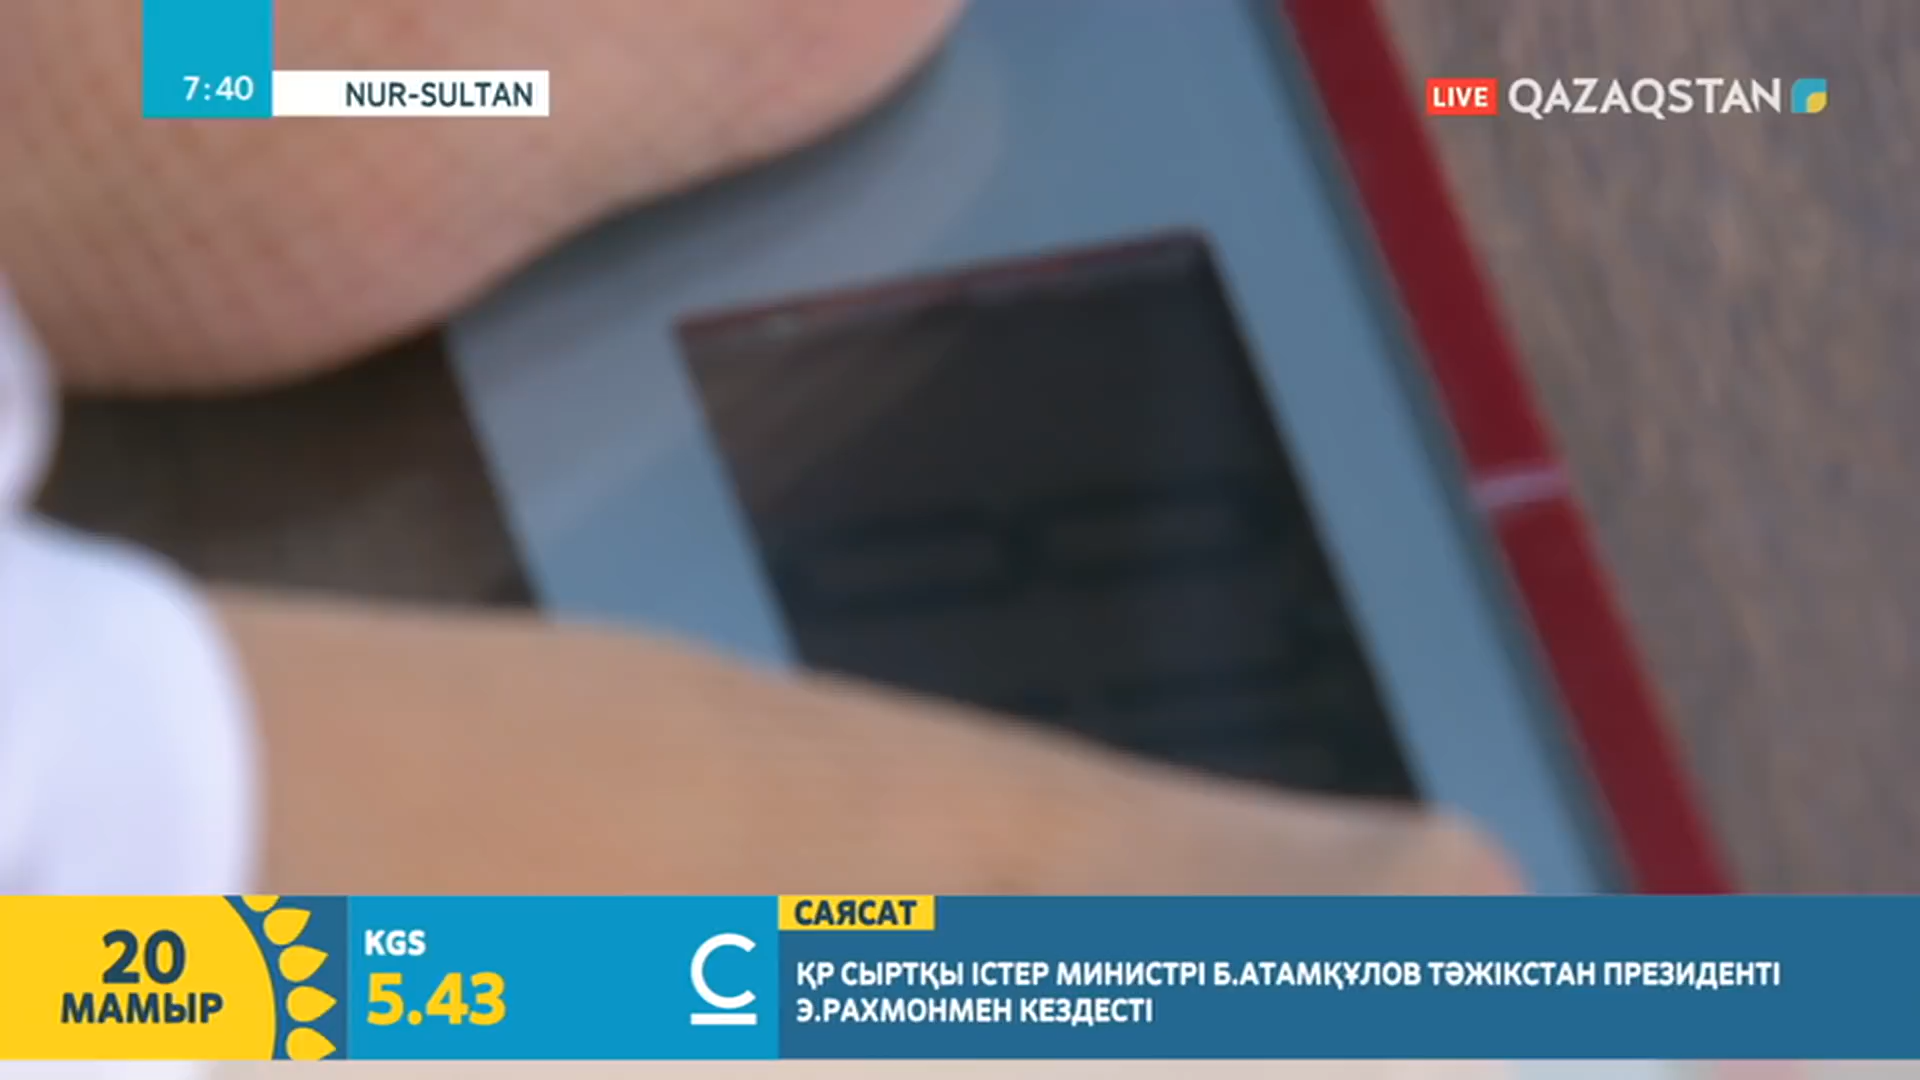 7:40
NUR-SULTAN
LIVE QAZAQSTAN
20
МАМЫР
KGS
5.43
САЯСАТ
ҚР СЫРТҚЫ ІСТЕР МИНИСТРІ Б.АТАМҚҰЛОВ ТӘЖІКСТАН ПРЕЗИДЕНТІ
Э.РАХМОНМЕН КЕЗДЕСТІ